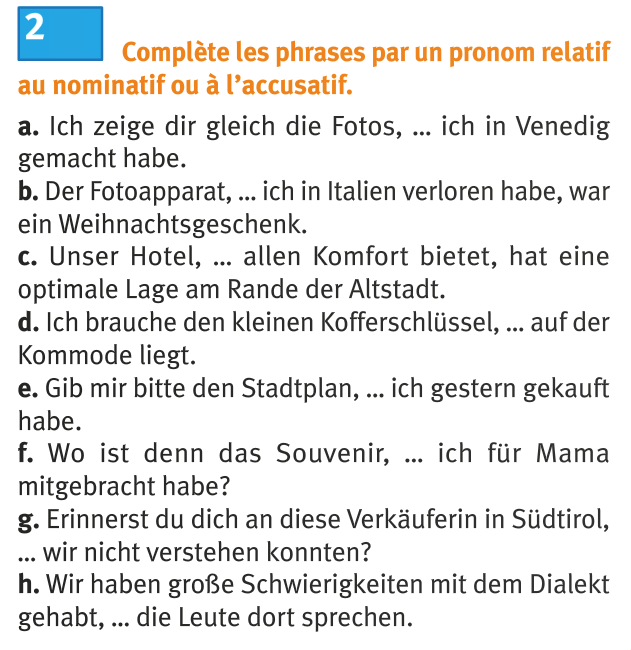 2
Complète les phrases par un pronom relatif
au nominatif ou à l’accusatif.
a. Ich zeige dir gleich die Fotos, ... ich in Venedig
gemacht habe.
b. Der Fotoapparat, ... ich in Italien verloren habe, war
ein Weihnachtsgeschenk.
c. Unser Hotel, ... allen Komfort bietet, hat eine
optimale Lage am Rande der Altstadt.
d. Ich brauche den kleinen Kofferschlüssel, ... auf der
Kommode liegt.
e. Gib mir bitte den Stadtplan, ... ich gestern gekauft
habe.
f. Wo ist denn das Souvenir, ... ich für Mama
mitgebracht habe?
g. Erinnerst du dich an diese Verkäuferin in Südtirol,
... wir nicht verstehen konnten?
h. Wir haben große Schwierigkeiten mit dem Dialekt
gehabt, ... die Leute dort sprechen.